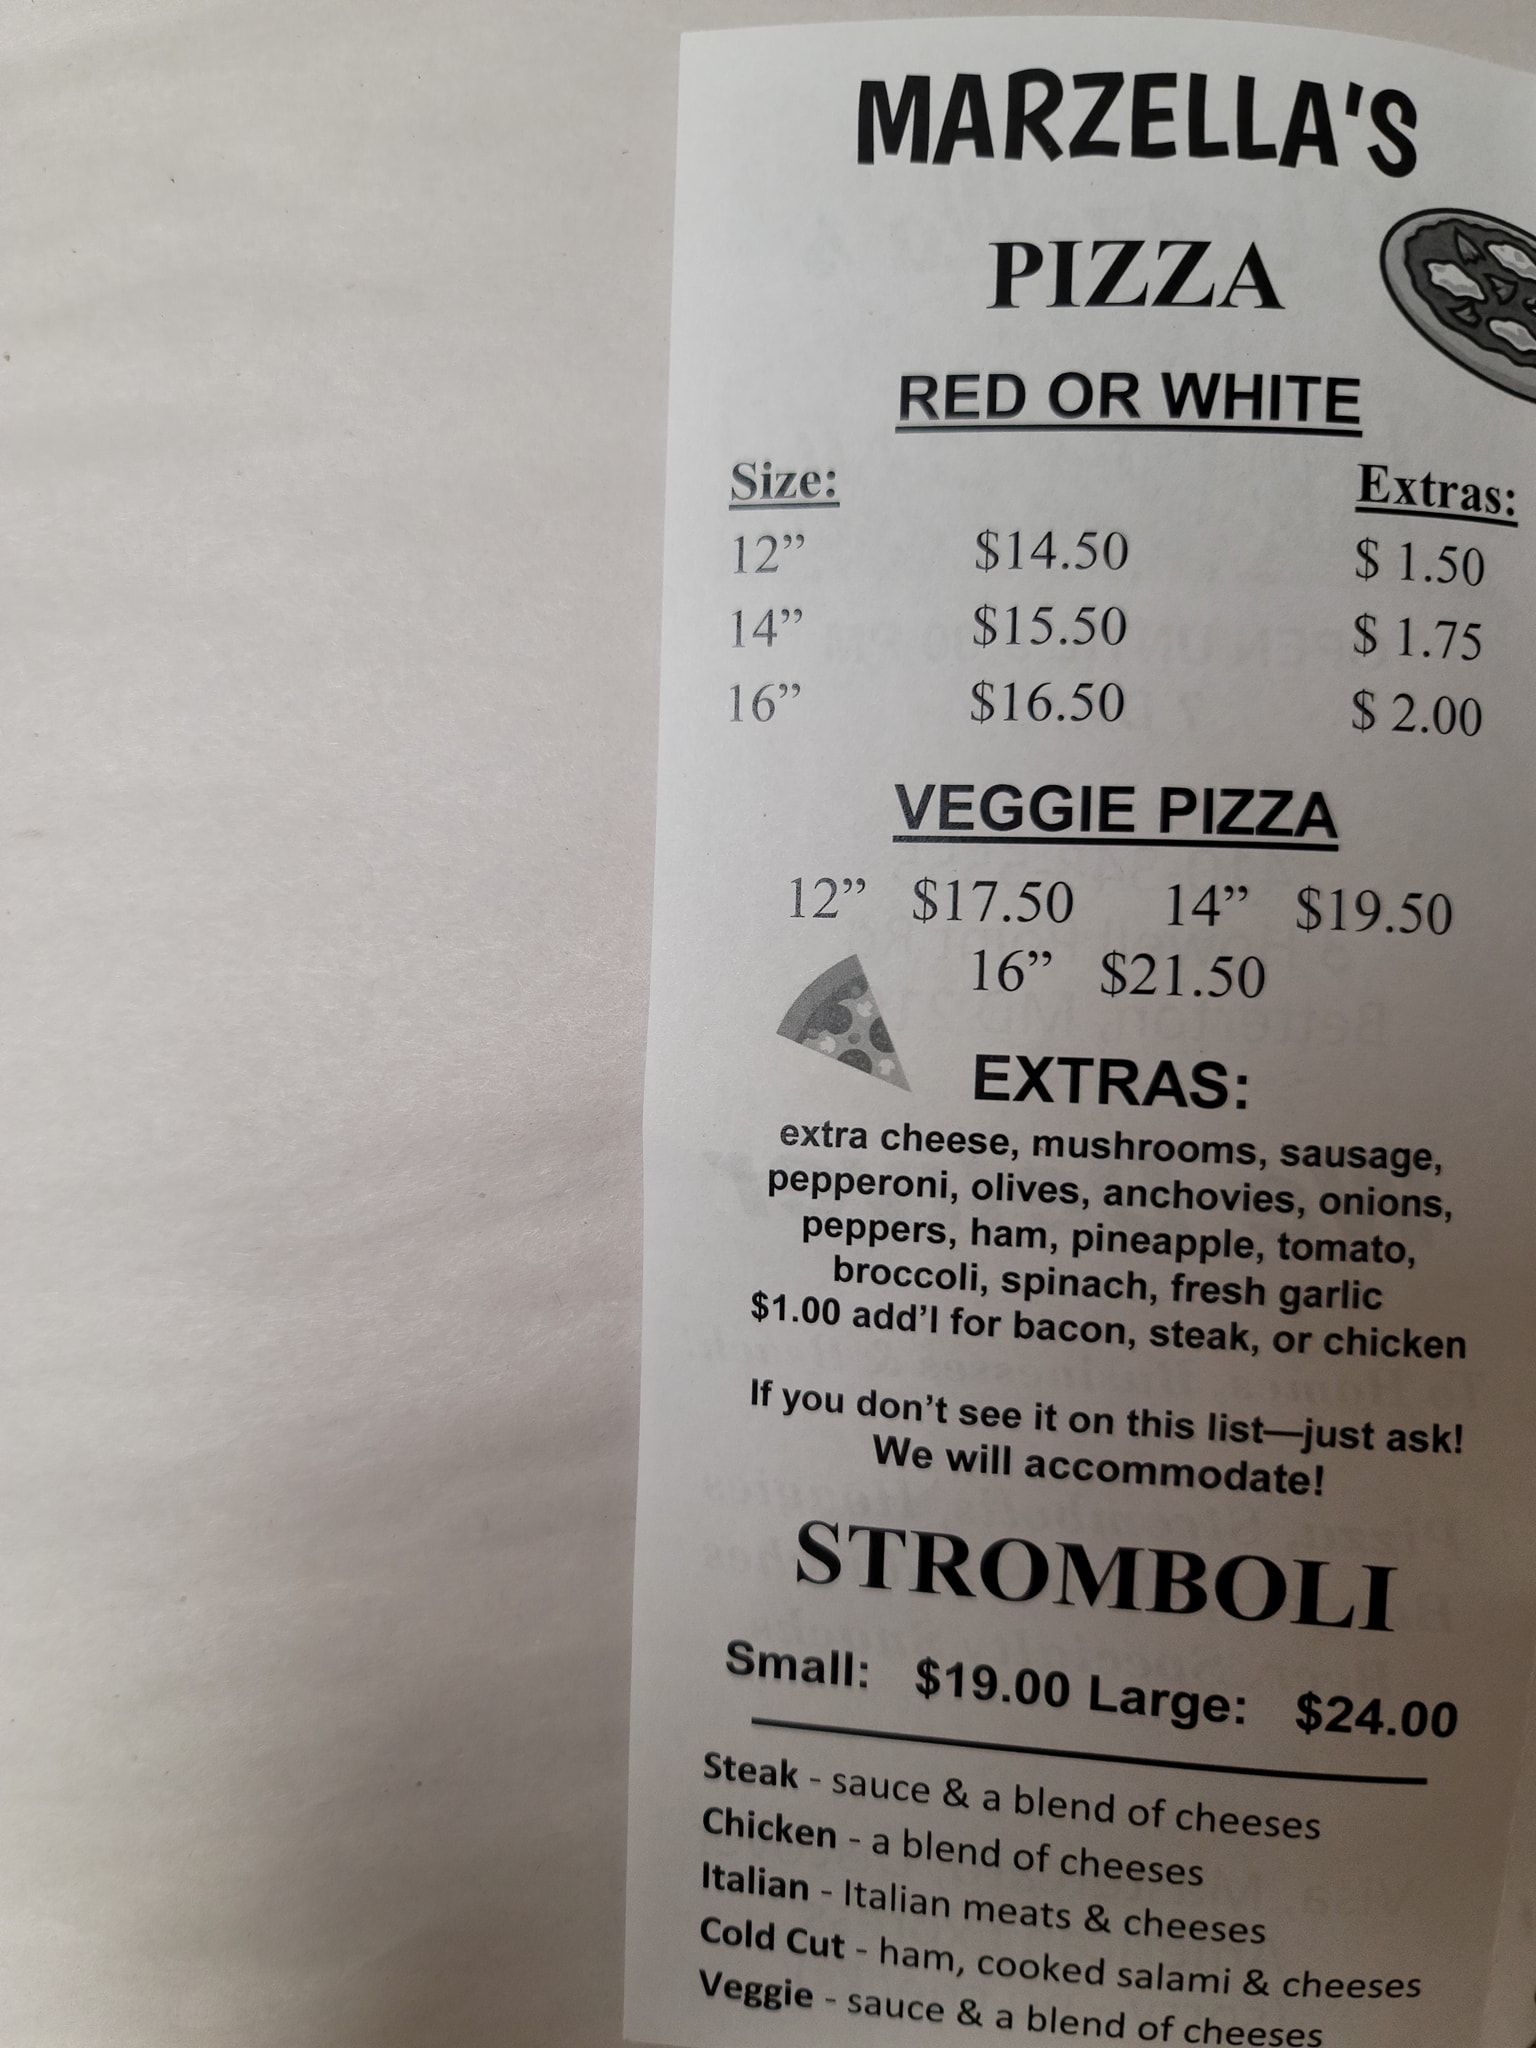 MARZELLA'S
PIZZA
RED OR WHITE
Size: Extras:
12” $14.50 $ 1.50
14” $15.50 $ 1.75
16” $16.50 $ 2.00
VEGGIE PIZZA
12” $17.50 14” $19.50
16” $21.50
EXTRAS:
extra cheese, mushrooms, sausage,
pepperoni, olives, anchovies, onions,
peppers, ham, pineapple, tomato,
broccoli, spinach, fresh garlic
$1.00 add’l for bacon, steak, or chicken
If you don’t see it on this list—just ask!
We will accommodate!
STROMBOLI
Small: $19.00 Large: $24.00
Steak - sauce & a blend of cheeses
Chicken - a blend of cheeses
Italian - Italian meats & cheeses
Cold Cut - ham, cooked salami & cheeses
Veggie - sauce & a blend of cheeses